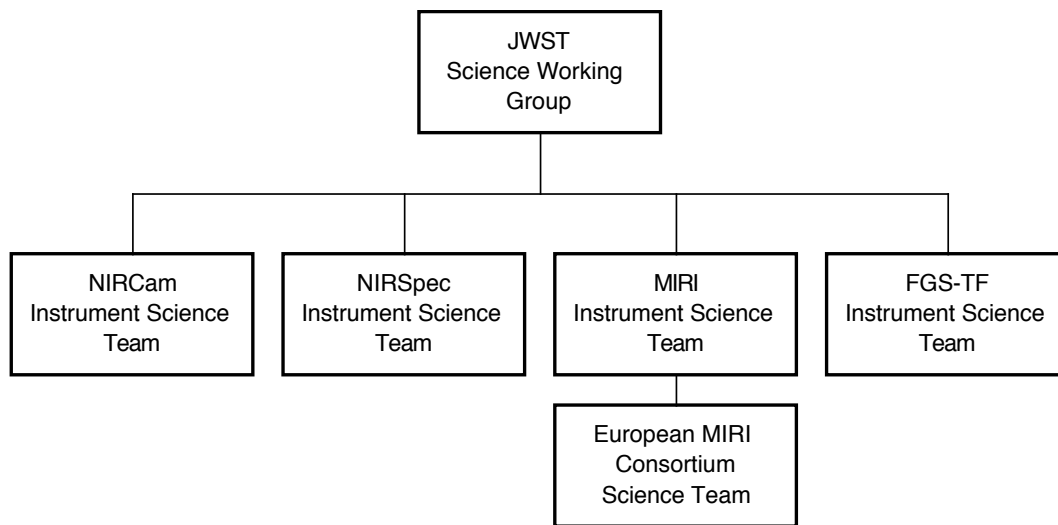 JWST
Science Working
Group
NIRCam
Instrument Science
Team
NIRSpec
Instrument Science
Team
MIRI
Instrument Science
Team
FGS-TF
Instrument Science
Team
European MIRI
Consortium
Science Team